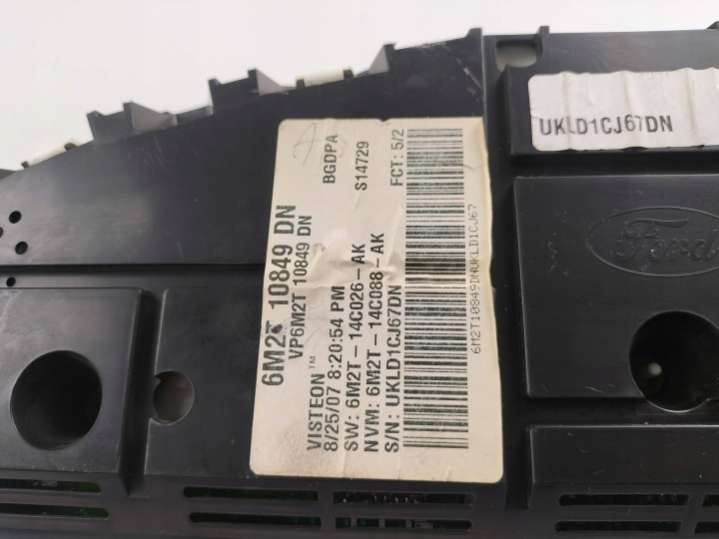 6M2T 10849 DN
VP6M2T 10849 DN
VISTEON™
8/25/07 8:20:54 PM
SW: 6M2T-14C026-AK
NVM: 6M2T-14C088-AK
S/N: UKLD1CJ67DN
BGDPA
S14729
FCT: 5/2
UKLD1CJ67DN
Ford